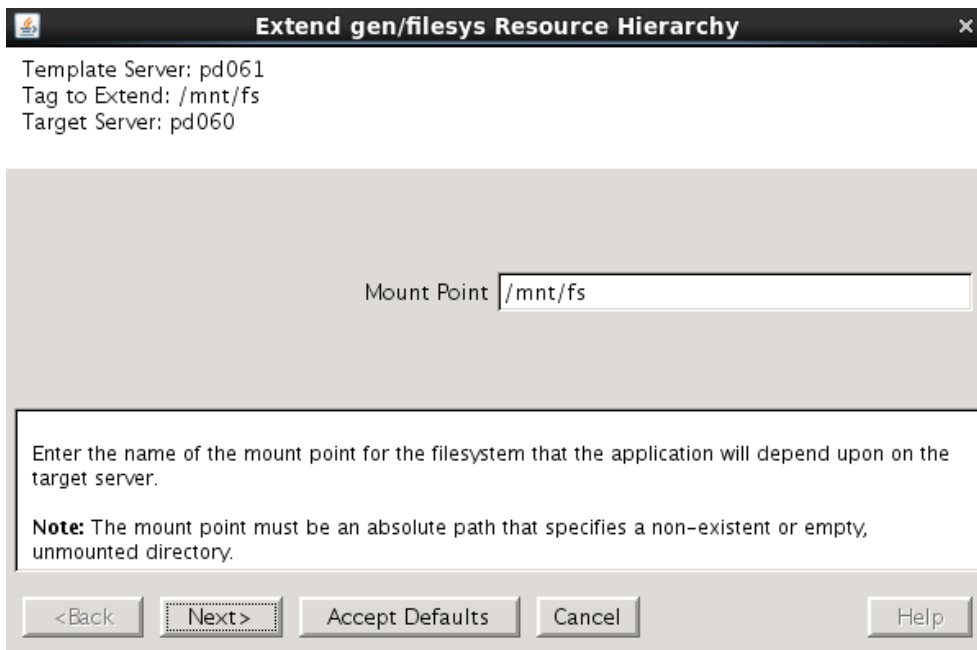 Extend gen/filesys Resource Hierarchy
Template Server: pd061
Tag to Extend: /mnt/fs
Target Server: pd060
Mount Point /mnt/fs
Enter the name of the mount point for the filesystem that the application will depend upon on the
target server.
Note: The mount point must be an absolute path that specifies a non-existent or empty,
unmounted directory.
<Back Next> Accept Defaults Cancel Help